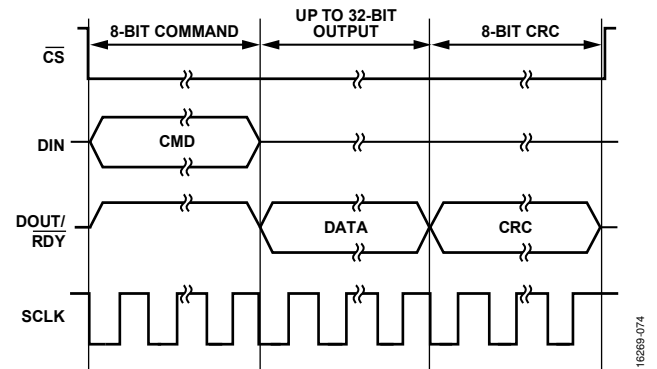 8-BIT COMMAND
UP TO 32-BIT
OUTPUT
8-BIT CRC
CS
DIN
CMD
DOUT/
RDY
DATA
CRC
SCLK
16269-074